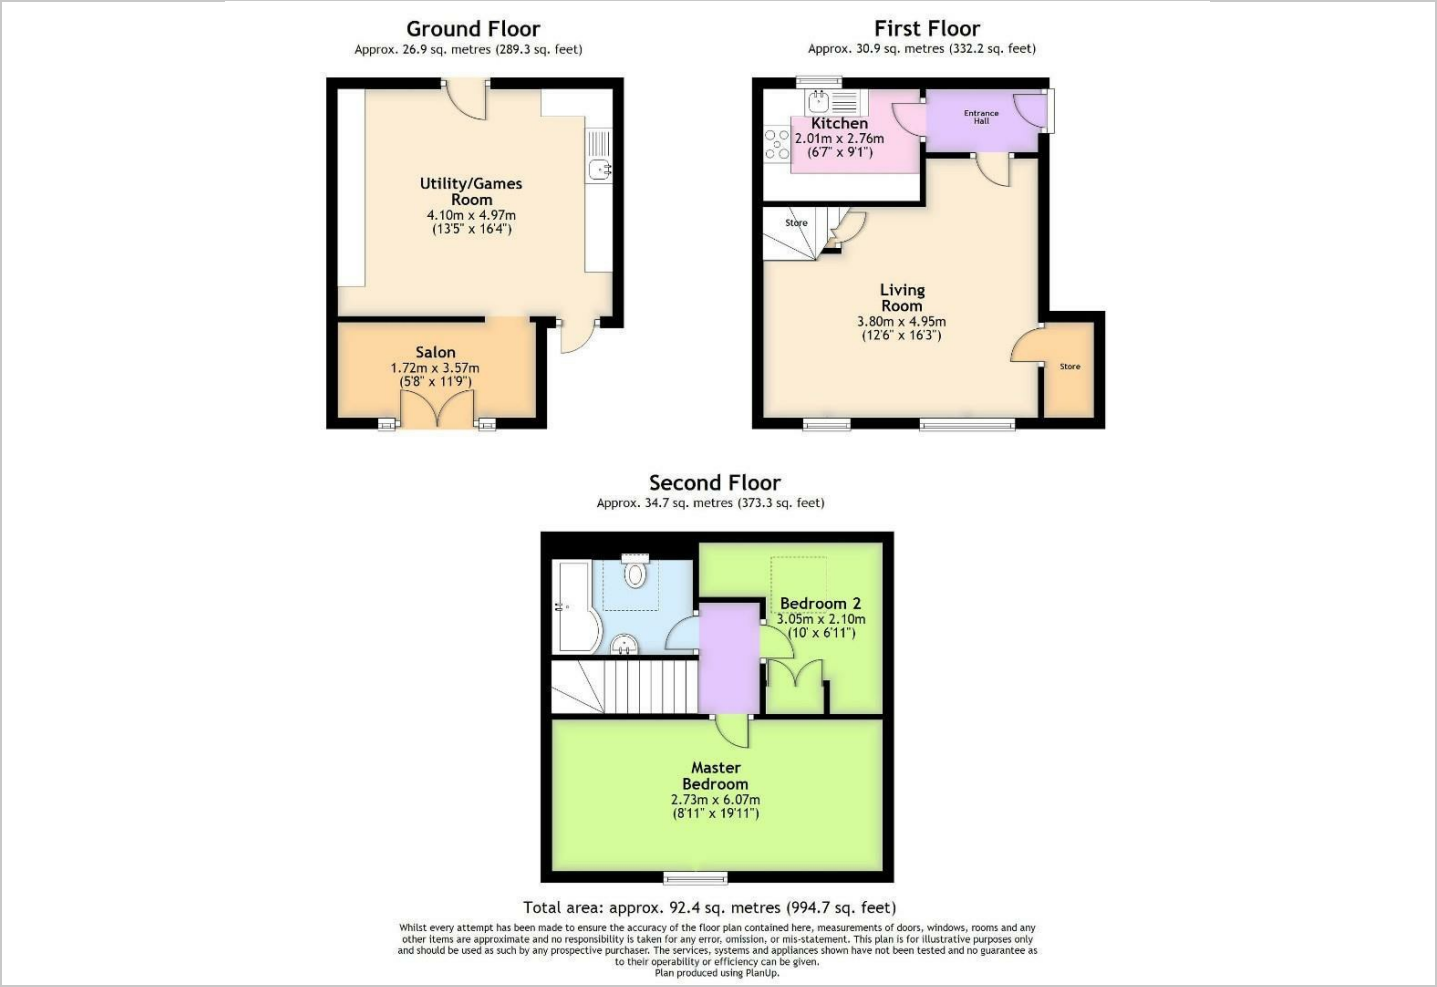 Ground Floor
Approx. 26.9 sq. metres (289.3 sq. feet)
Utility/Games
Room
4.10m x 4.97m
(13'5" x 16'4")
Salon
1.72m x 3.57m
(5'8" x 11'9")
First Floor
Approx. 30.9 sq. metres (332.2 sq. feet)
Kitchen
2.01m x 2.76m
(6'7" x 9'1")
Entrance
Hall
Store
Living
Room
3.80m x 4.95m
(12'6" x 16'3")
Store
Second Floor
Approx. 34.7 sq. metres (373.3 sq. feet)
Bedroom 2
3.05m x 2.10m
(10' x 6'11")
Master
Bedroom
2.73m x 6.07m
(8'11" x 19'11")
Total area: approx. 92.4 sq. metres (994.7 sq. feet)
Whilst every attempt has been made to ensure the accuracy of the floor plan contained here, measurements of doors, windows, rooms and any
other items are approximate and no responsibility is taken for any error, omission, or mis-statement. This plan is for illustrative purposes only
and should be used as such by any prospective purchaser. The services, systems and appliances shown have not been tested and no guarantee as
to their operability or efficiency can be given.
Plan produced using PlanUp.